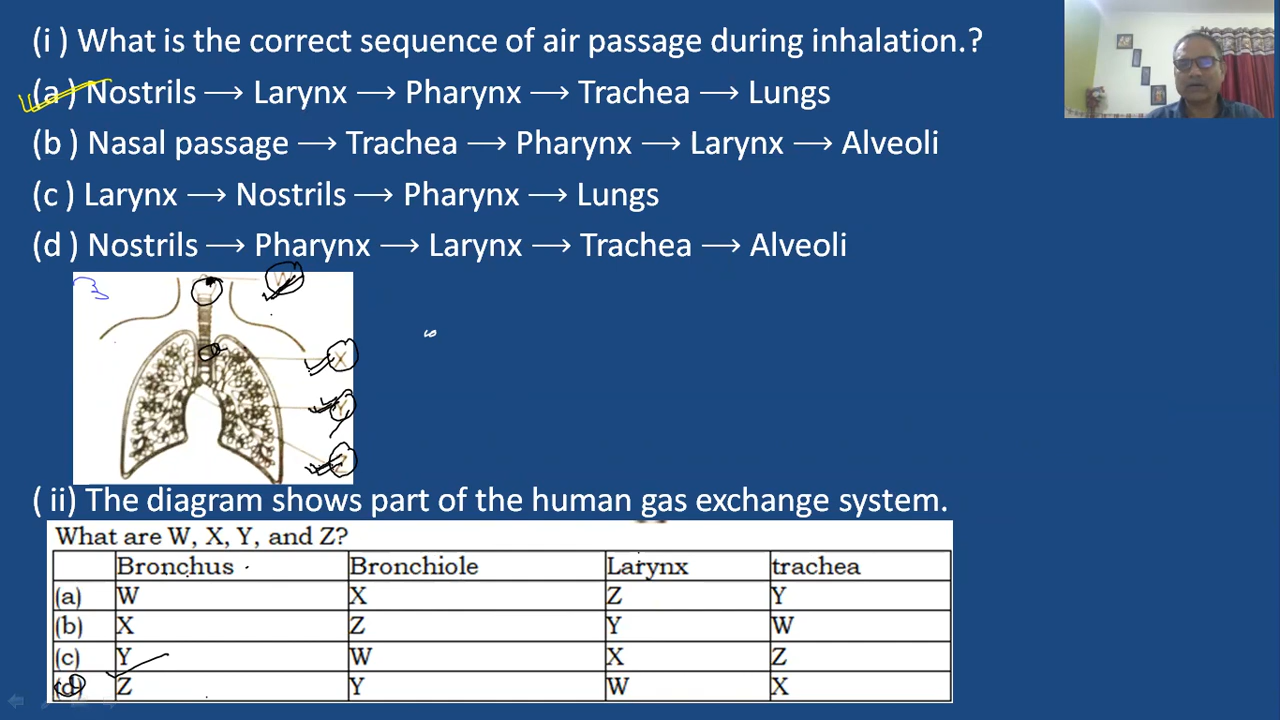 (i ) What is the correct sequence of air passage during inhalation.?
(a ) Nostrils → Larynx → Pharynx → Trachea → Lungs
(b ) Nasal passage → Trachea → Pharynx → Larynx → Alveoli
(c ) Larynx → Nostrils → Pharynx → Lungs
(d ) Nostrils → Pharynx → Larynx → Trachea → Alveoli
W
X
Y
Z
( ii) The diagram shows part of the human gas exchange system.
What are W, X, Y, and Z?
Bronchus Bronchiole Larynx trachea
(a) W X Z Y
(b) X Z Y W
(c) Y W X Z
(d) Z Y W X